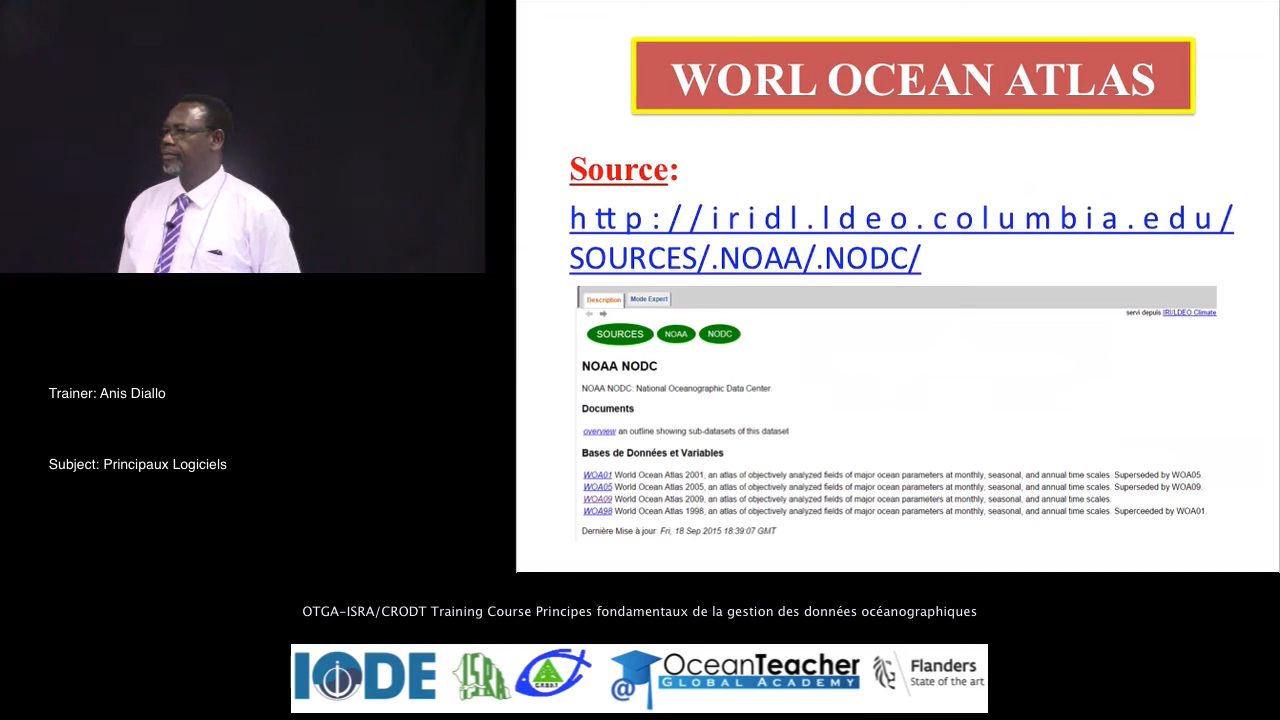 WORL OCEAN ATLAS
Source:
http://iridl.ldeo.columbia.edu/
SOURCES/.NOAA/.NODC/
Description Mode Expert
servi depuis IRI/LDEO Climate
SOURCES NOAA NODC
NOAA NODC
NOAA NODC: National Oceanographic Data Center.
Documents
overview an outline showing sub-datasets of this dataset
Bases de Données et Variables
WOA01 World Ocean Atlas 2001, an atlas of objectively analyzed fields of major ocean parameters at monthly, seasonal, and annual time scales. Superseded by WOA05.
WOA05 World Ocean Atlas 2005, an atlas of objectively analyzed fields of major ocean parameters at monthly, seasonal, and annual time scales. Superseded by WOA09.
WOA09 World Ocean Atlas 2009, an atlas of objectively analyzed fields of major ocean parameters at monthly, seasonal, and annual time scales.
WOA98 World Ocean Atlas 1998, an atlas of objectively analyzed fields of major ocean parameters at monthly, seasonal, and annual time scales. Superceeded by WOA01.
Dernière Mise à jour: Fri, 18 Sep 2015 18:39:07 GMT
Trainer: Anis Diallo
Subject: Principaux Logiciels
OTGA-ISRA/CRODT Training Course Principes fondamentaux de la gestion des données océanographiques
IODE
ISRA
@
OceanTeacher
GLOBAL ACADEMY
Flanders
State of the art